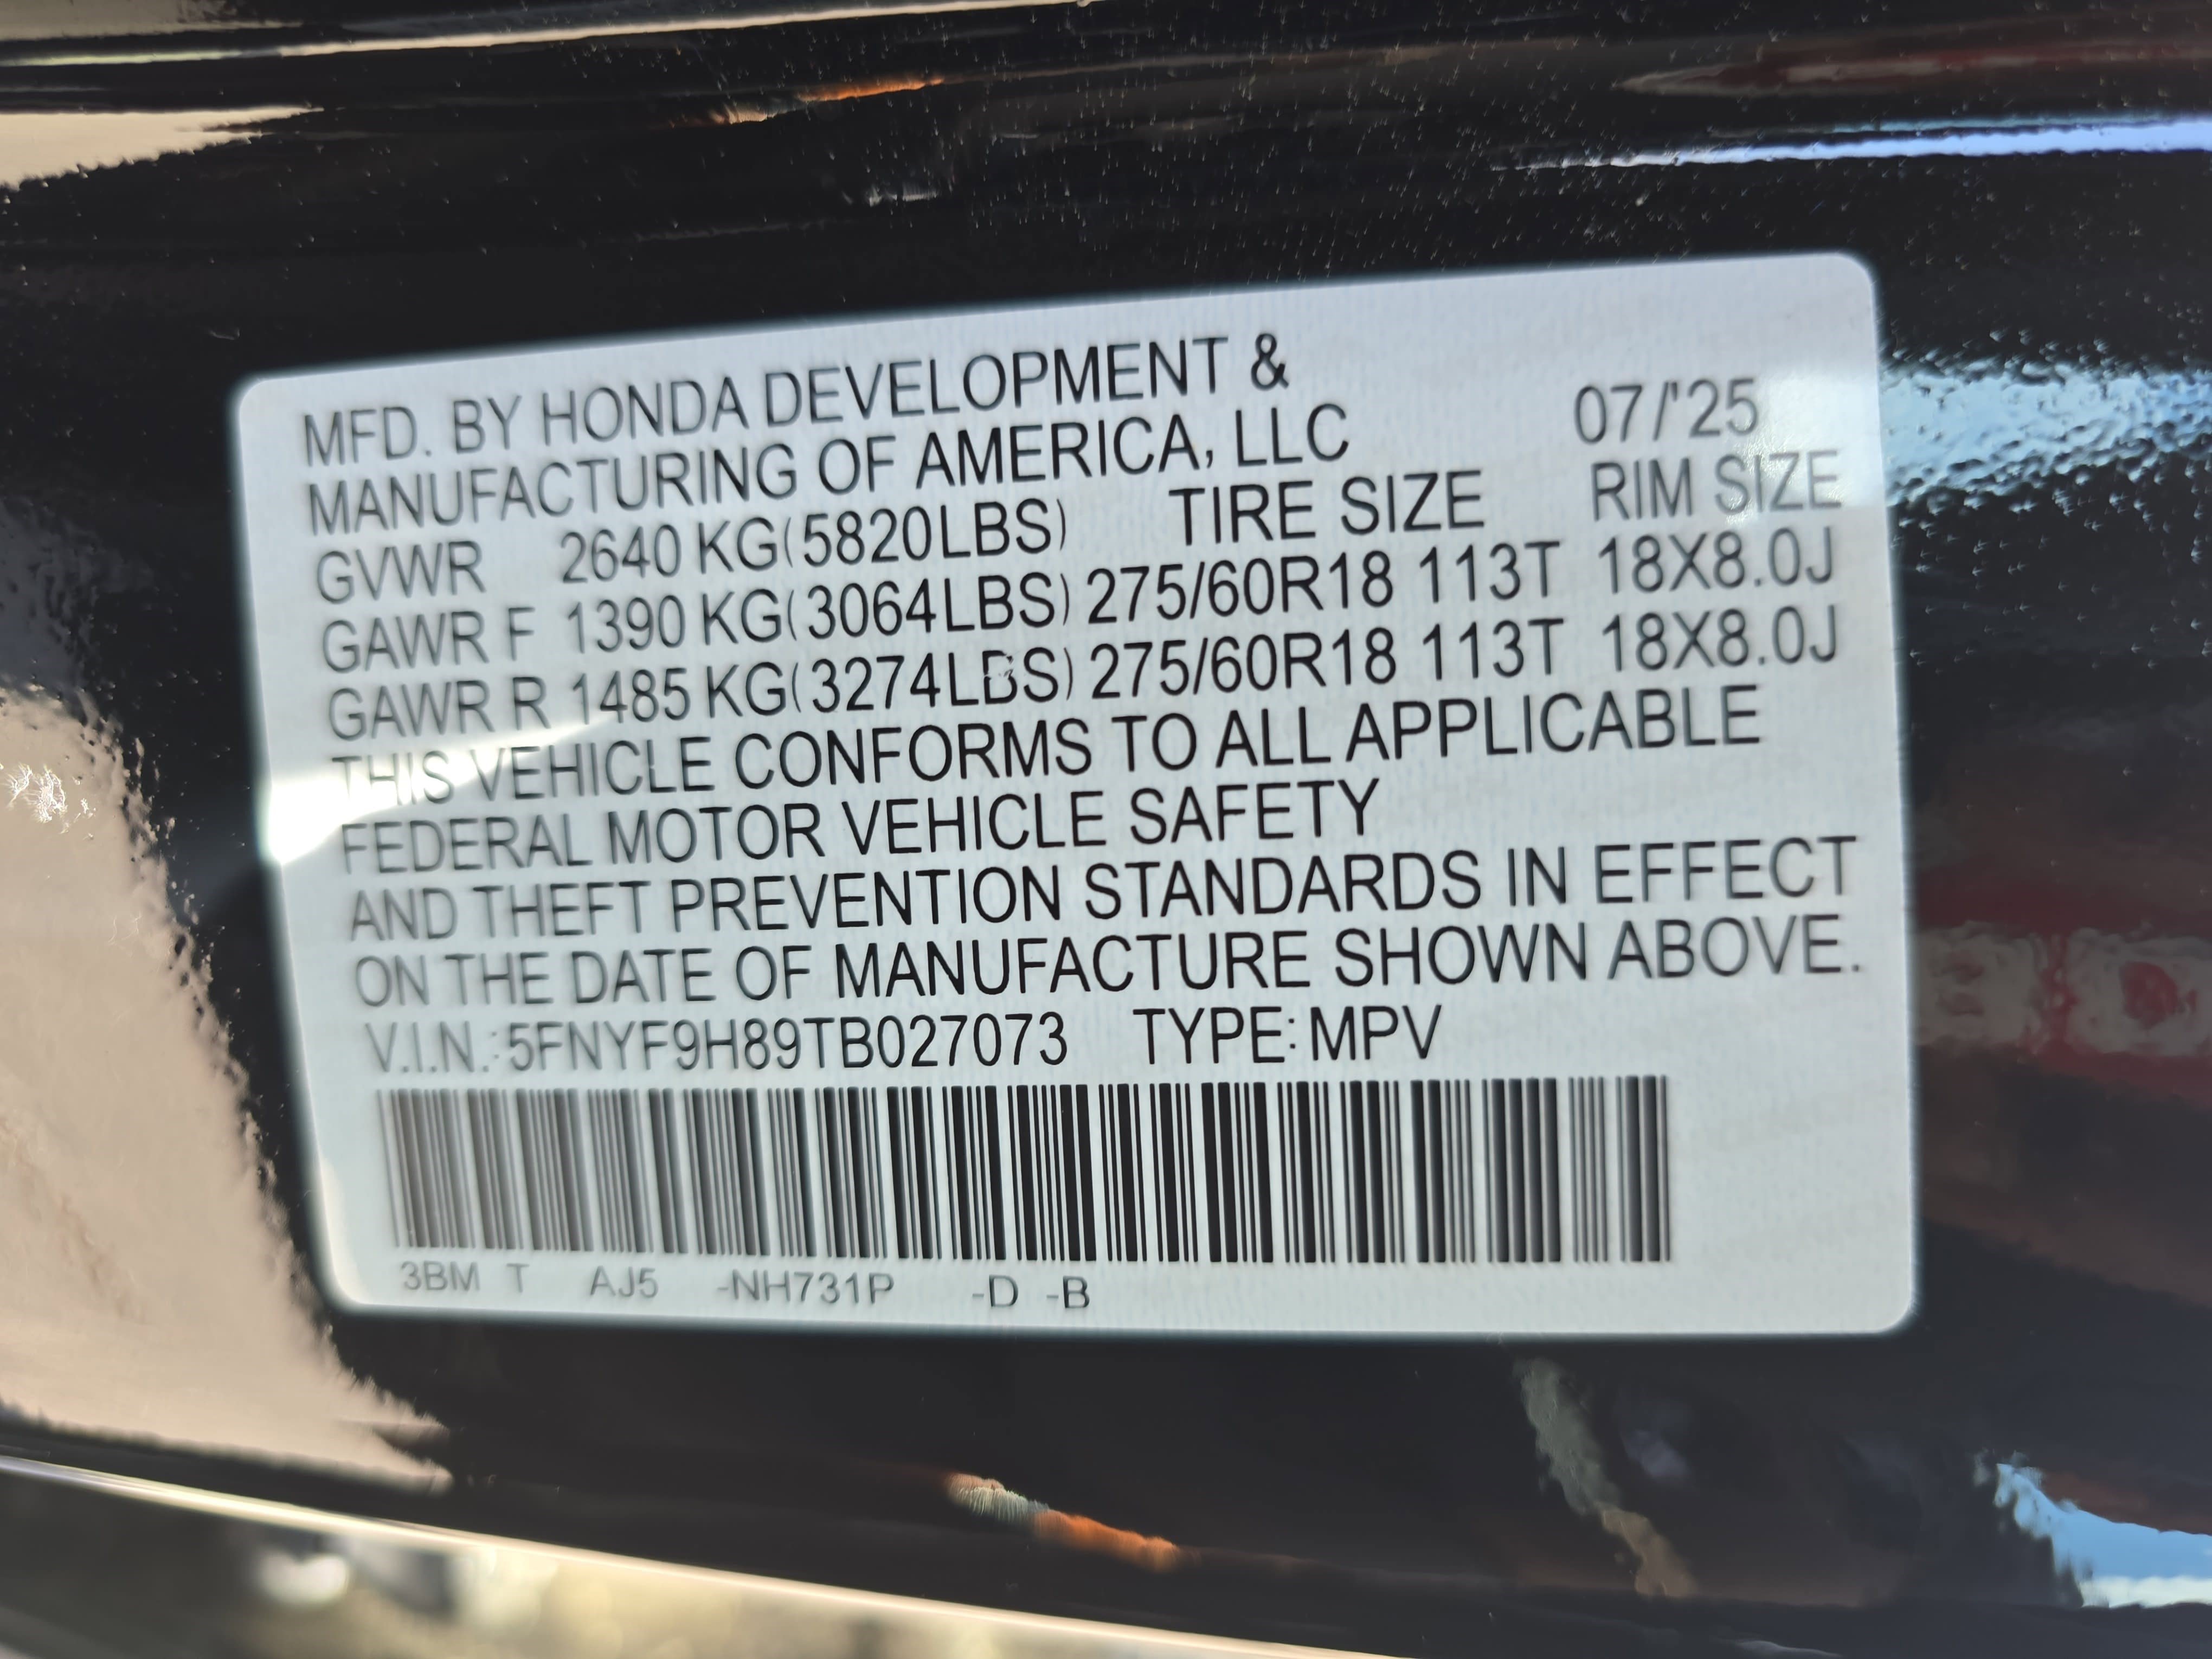 MFD. BY HONDA DEVELOPMENT &
MANUFACTURING OF AMERICA, LLC 07/'25
GVWR 2640 KG(5820LBS) TIRE SIZE RIM SIZE
GAWR F 1390 KG(3064LBS) 275/60R18 113T 18X8.0J
GAWR R 1485 KG(3274LBS) 275/60R18 113T 18X8.0J
THIS VEHICLE CONFORMS TO ALL APPLICABLE
FEDERAL MOTOR VEHICLE SAFETY
AND THEFT PREVENTION STANDARDS IN EFFECT
ON THE DATE OF MANUFACTURE SHOWN ABOVE.
V.I.N.:5FNYF9H89TB027073 TYPE:MPV
3BM T AJ5 -NH731P -D -B